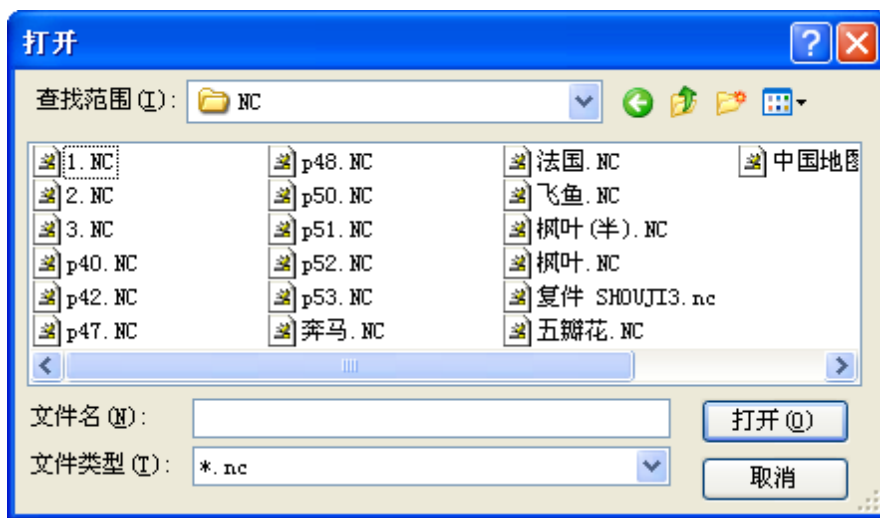 打开
查找范围(I): NC
1.NC p48.NC 法国.NC 中国地图
2.NC p50.NC 飞鱼.NC
3.NC p51.NC 枫叶(半).NC
p40.NC p52.NC 枫叶.NC
p42.NC p53.NC 复件 SHOUJI3.nc
p47.NC 奔马.NC 五瓣花.NC
文件名(N):
打开(O)
文件类型(T): *.nc
取消